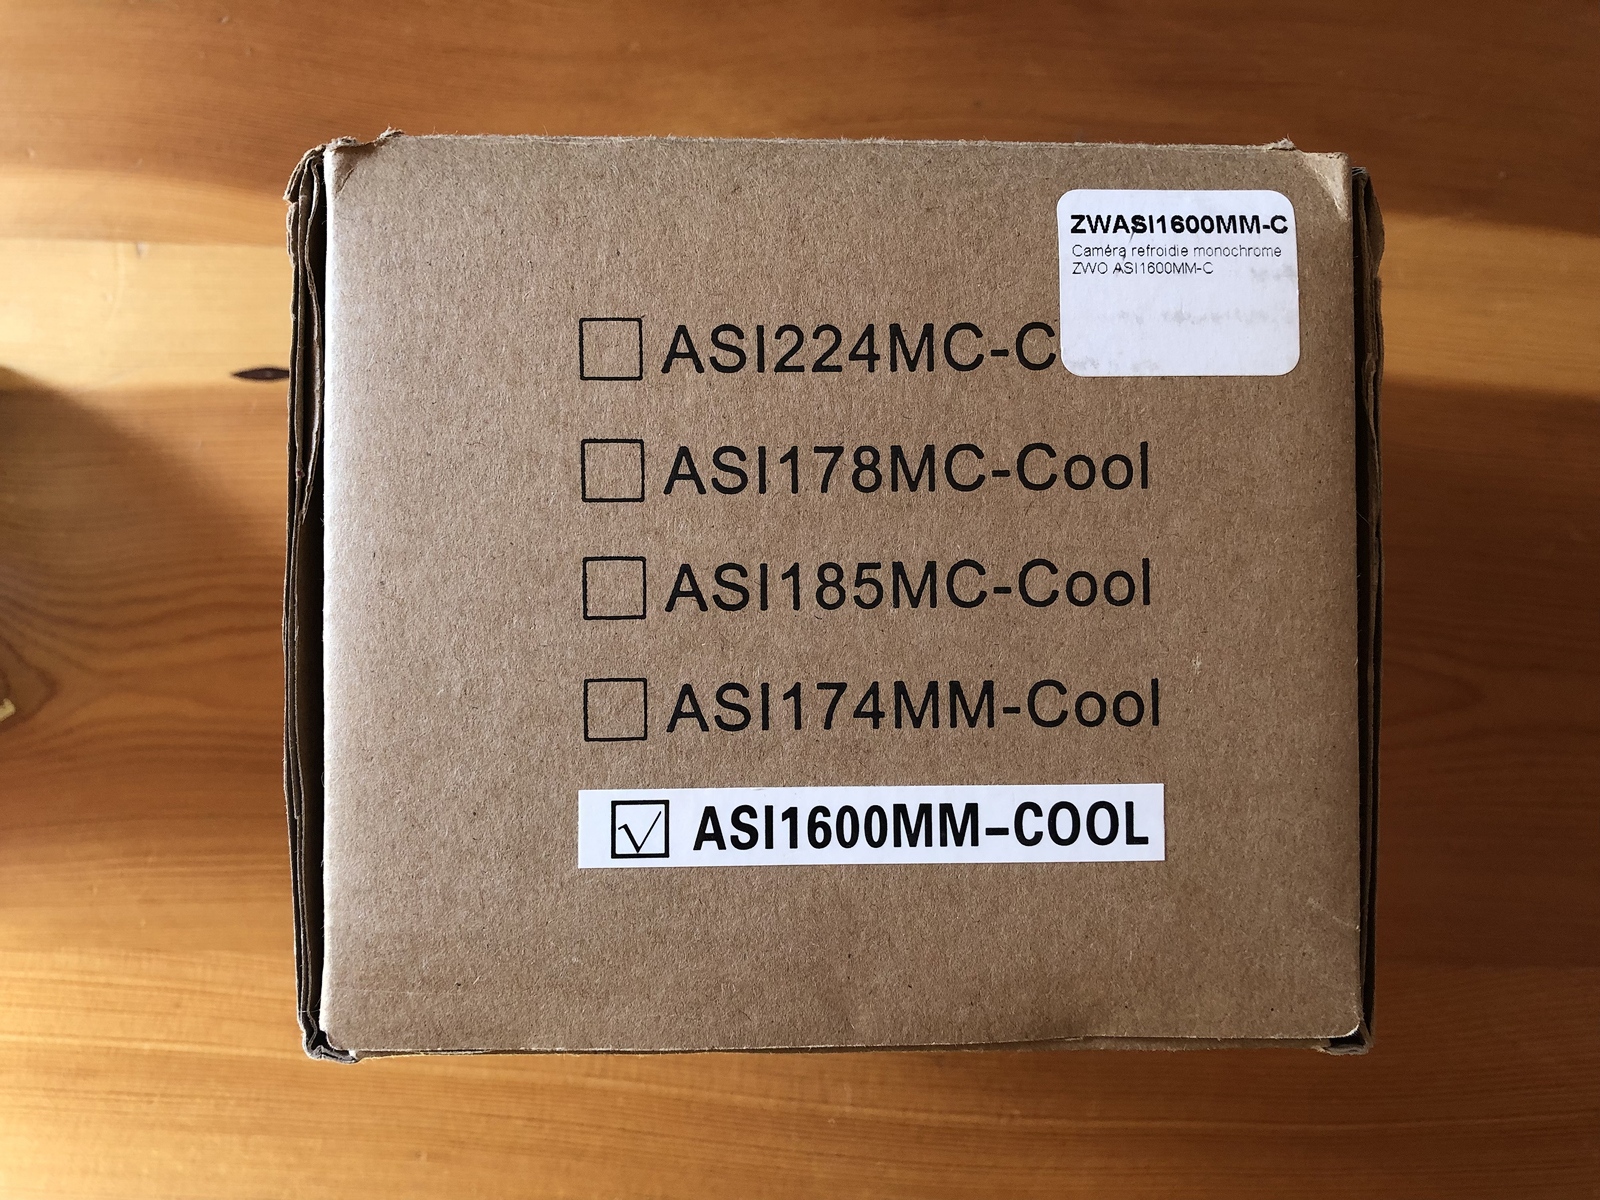 ZWASI1600MM-C
Caméra refroidie monochrome
ZWO ASI1600MM-C
ASI224MC-C
ASI178MC-Cool
ASI185MC-Cool
ASI174MM-Cool
ASI1600MM-COOL